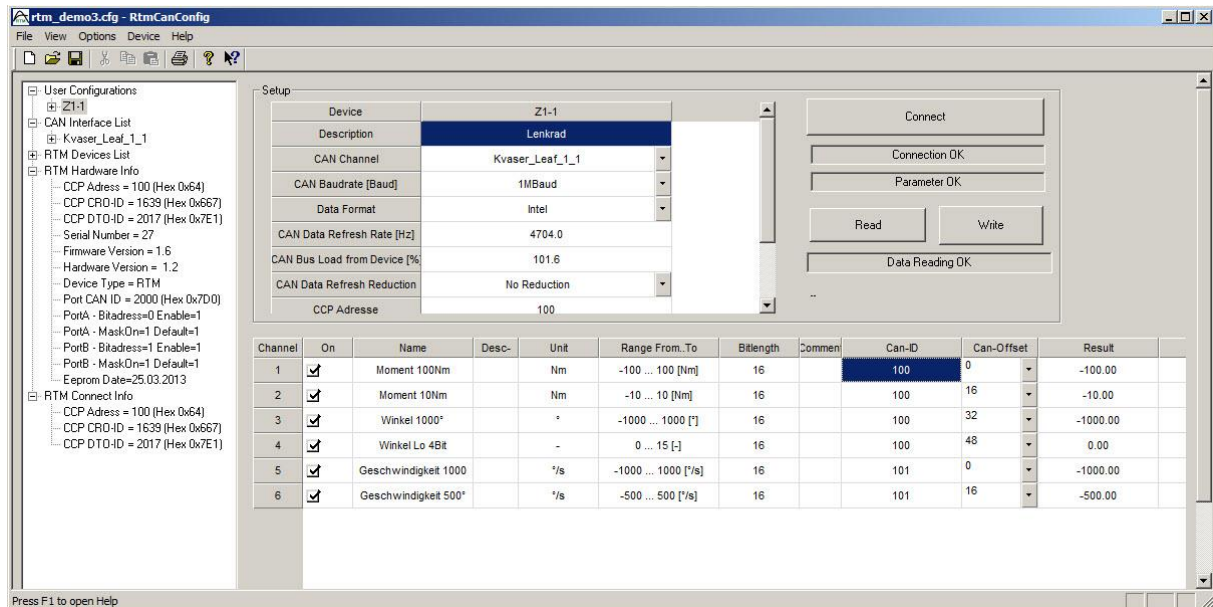 rtm_demo3.cfg - RtmCanConfig
File View Options Device Help
User Configurations
Z1-1
CAN Interface List
Kvaser_Leaf_1_1
RTM Devices List
RTM Hardware Info
CCP Adress = 100 (Hex 0x64)
CCP CRO-ID = 1639 (Hex 0x667)
CCP DTO-ID = 2017 (Hex 0x7E1)
Serial Number = 27
Firmware Version = 1.6
Hardware Version = 1.2
Device Type = RTM
Port CAN ID = 2000 (Hex 0x7D0)
PortA - Bitadress=0 Enable=1
PortA - MaskOn=1 Default=1
PortB - Bitadress=1 Enable=1
PortB - MaskOn=1 Default=1
Eeprom Date=25.03.2013
RTM Connect Info
CCP Adress = 100 (Hex 0x64)
CCP CRO-ID = 1639 (Hex 0x667)
CCP DTO-ID = 2017 (Hex 0x7E1)
Setup
Device Z1-1
Description Lenkrad
CAN Channel Kvaser_Leaf_1_1
CAN Baudrate [Baud] 1MBaud
Data Format Intel
CAN Data Refresh Rate [Hz] 4704.0
CAN Bus Load from Device [% 101.6
CAN Data Refresh Reduction No Reduction
CCP Adresse 100
Connect
Connection OK
Parameter OK
Read Write
Data Reading OK
--
Channel On Name Desc- Unit Range From..To Bitlength Comment Can-ID Can-Offset Result
1 Moment 100Nm Nm -100 ... 100 [Nm] 16 100 0 -100.00
2 Moment 10Nm Nm -10 ... 10 [Nm] 16 100 16 -10.00
3 Winkel 1000° ° -1000 ... 1000 [°] 16 100 32 -1000.00
4 Winkel Lo 4Bit - 0 ... 15 [-] 16 100 48 0.00
5 Geschwindigkeit 1000 °/s -1000 ... 1000 [°/s] 16 101 0 -1000.00
6 Geschwindigkeit 500° °/s -500 ... 500 [°/s] 16 101 16 -500.00
Press F1 to open Help